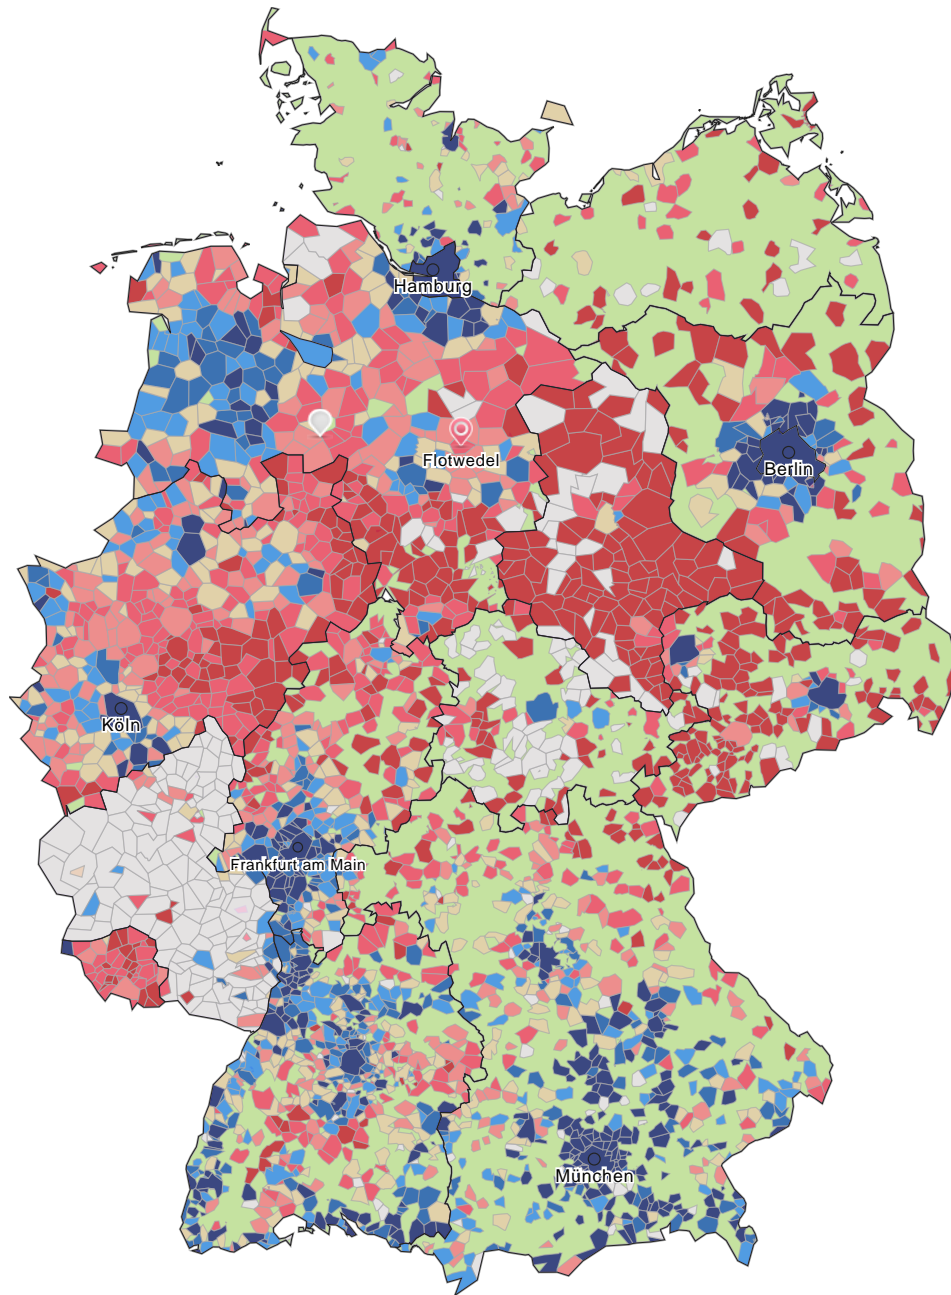 Hamburg
Flotwedel
Berlin
Köln
Frankfurt am Main
München